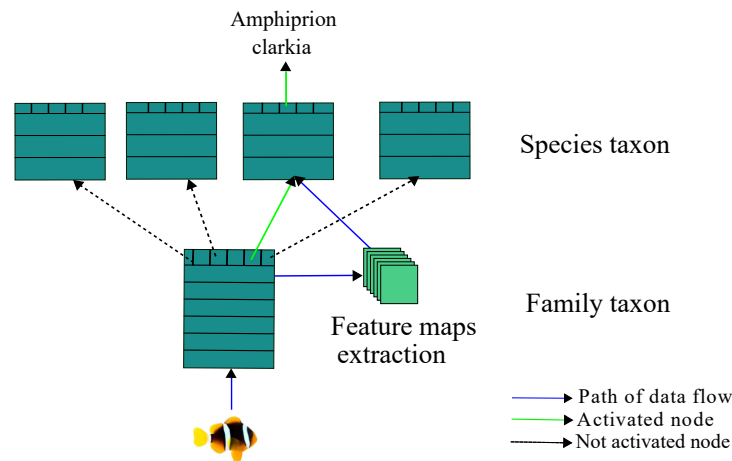 Amphiprion
clarkia
Species taxon
Family taxon
Feature maps
extraction
Path of data flow
Activated node
Not activated node